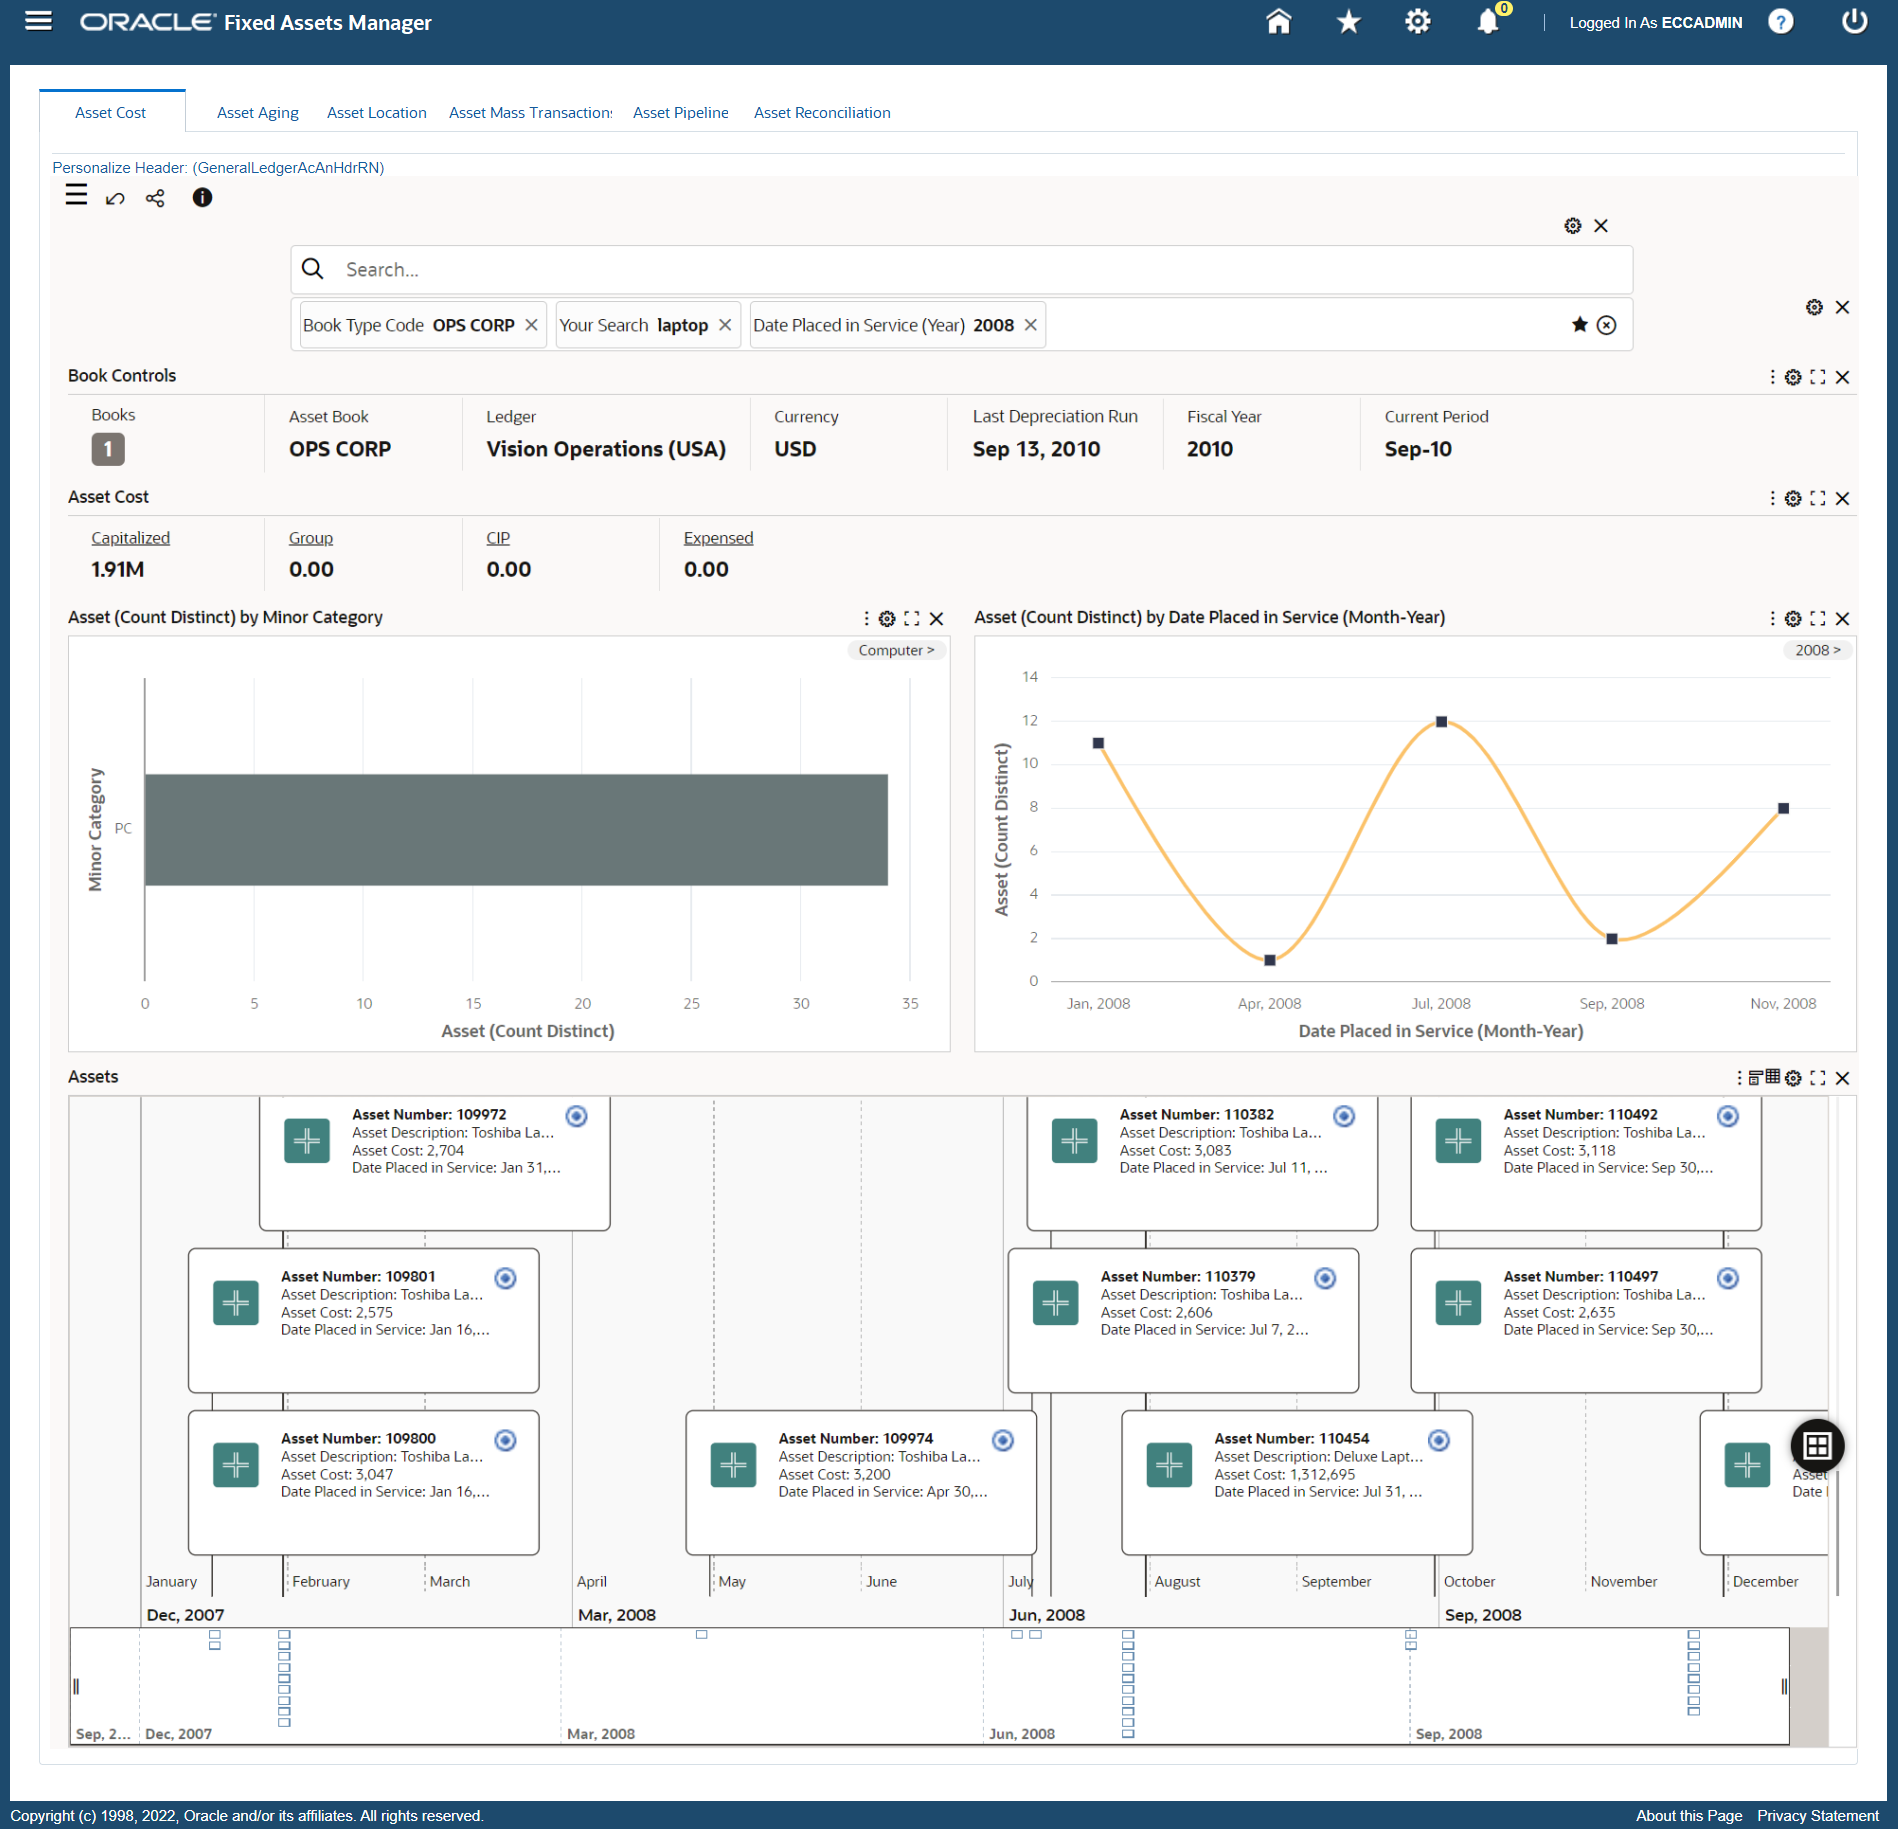 ORACLE Fixed Assets Manager
0
Logged In As ECCADMIN
?
Asset Cost
Asset Aging
Asset Location
Asset Mass Transactions
Asset Pipeline
Asset Reconciliation
Personalize Header: (GeneralLedgerAcAnHdrRN)
Search...
Book Type Code OPS CORP
Your Search laptop
Date Placed in Service (Year) 2008
Book Controls
Books
1
Asset Book
OPS CORP
Ledger
Vision Operations (USA)
Currency
USD
Last Depreciation Run
Sep 13, 2010
Fiscal Year
2010
Current Period
Sep-10
Asset Cost
Capitalized
1.91M
Group
0.00
CIP
0.00
Expensed
0.00
Asset (Count Distinct) by Minor Category
Computer >
Minor Category
PC
0 5 10 15 20 25 30 35
Asset (Count Distinct)
Asset (Count Distinct) by Date Placed in Service (Month-Year)
2008 >
Asset (Count Distinct)
14
12
10
8
6
4
2
0
Jan, 2008 Apr, 2008 Jul, 2008 Sep, 2008 Nov, 2008
Date Placed in Service (Month-Year)
Assets
Asset Number: 109972
Asset Description: Toshiba La...
Asset Cost: 2,704
Date Placed in Service: Jan 31,...
Asset Number: 110382
Asset Description: Toshiba La...
Asset Cost: 3,083
Date Placed in Service: Jul 11, ...
Asset Number: 110492
Asset Description: Toshiba La...
Asset Cost: 3,118
Date Placed in Service: Sep 30,...
Asset Number: 109801
Asset Description: Toshiba La...
Asset Cost: 2,575
Date Placed in Service: Jan 16,...
Asset Number: 110379
Asset Description: Toshiba La...
Asset Cost: 2,606
Date Placed in Service: Jul 7, 2...
Asset Number: 110497
Asset Description: Toshiba La...
Asset Cost: 2,635
Date Placed in Service: Sep 30,...
Asset Number: 109800
Asset Description: Toshiba La...
Asset Cost: 3,047
Date Placed in Service: Jan 16,...
Asset Number: 109974
Asset Description: Toshiba La...
Asset Cost: 3,200
Date Placed in Service: Apr 30,...
Asset Number: 110454
Asset Description: Deluxe Lapt...
Asset Cost: 1,312,695
Date Placed in Service: Jul 31, ...
Asset
Date
January February March April May June July August September October November December
Dec, 2007 Mar, 2008 Jun, 2008 Sep, 2008
Sep, 2... Dec, 2007 Mar, 2008 Jun, 2008 Sep, 2008
Copyright (c) 1998, 2022, Oracle and/or its affiliates. All rights reserved.
About this Page Privacy Statement